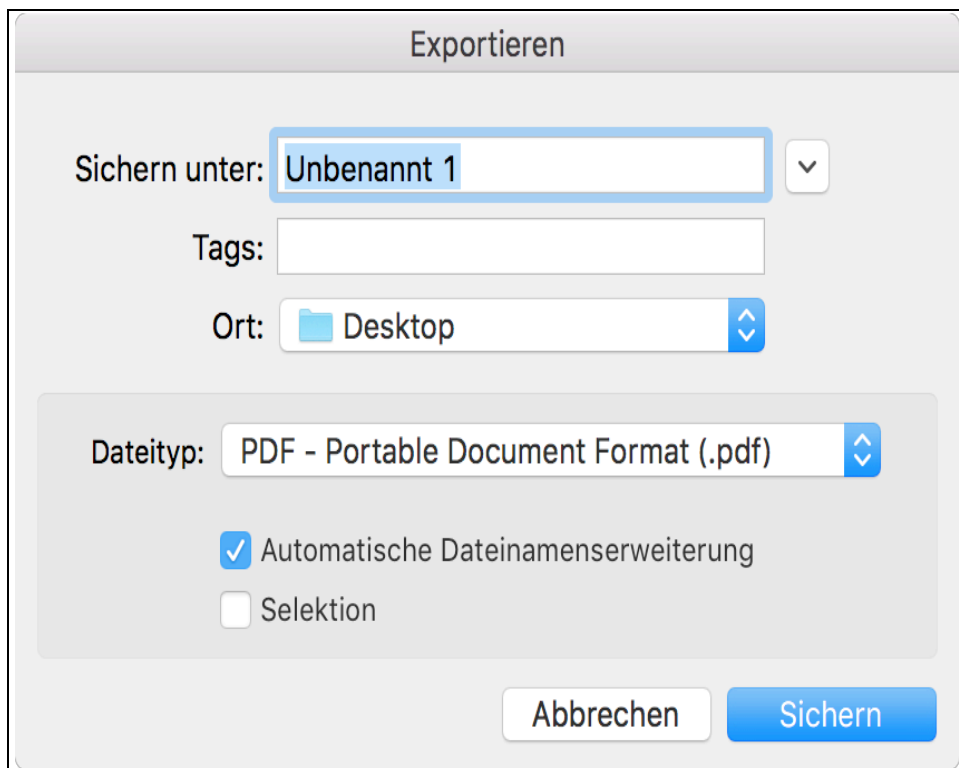 Exportieren
Sichern unter: Unbenannt 1
Tags:
Ort: Desktop
Dateityp: PDF - Portable Document Format (.pdf)
Automatische Dateinamenserweiterung
Selektion
Abbrechen Sichern